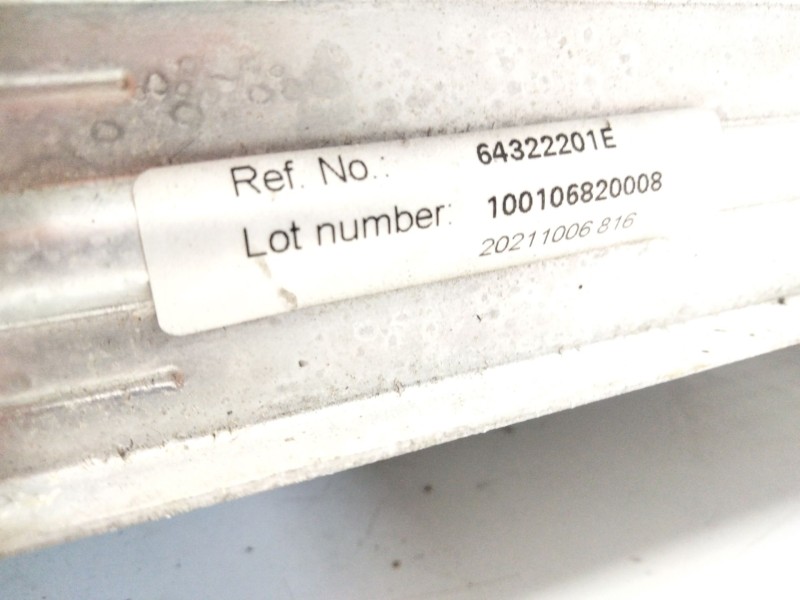 Ref. No.: 64322201E
Lot number: 100106820008
20211006 816